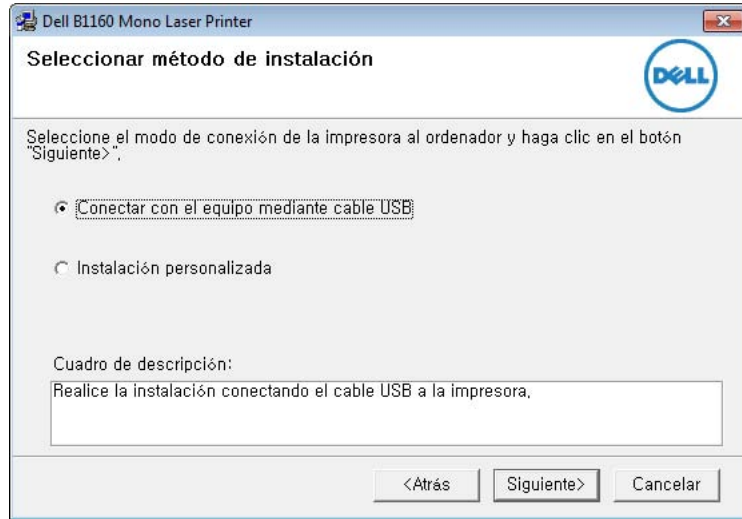 Dell B1160 Mono Laser Printer
Seleccionar método de instalación
DELL
Seleccione el modo de conexión de la impresora al ordenador y haga clic en el botón
"Siguiente>",
Conectar con el equipo mediante cable USB
Instalación personalizada
Cuadro de descripción:
Realice la instalación conectando el cable USB a la impresora,
<Atrás
Siguiente>
Cancelar